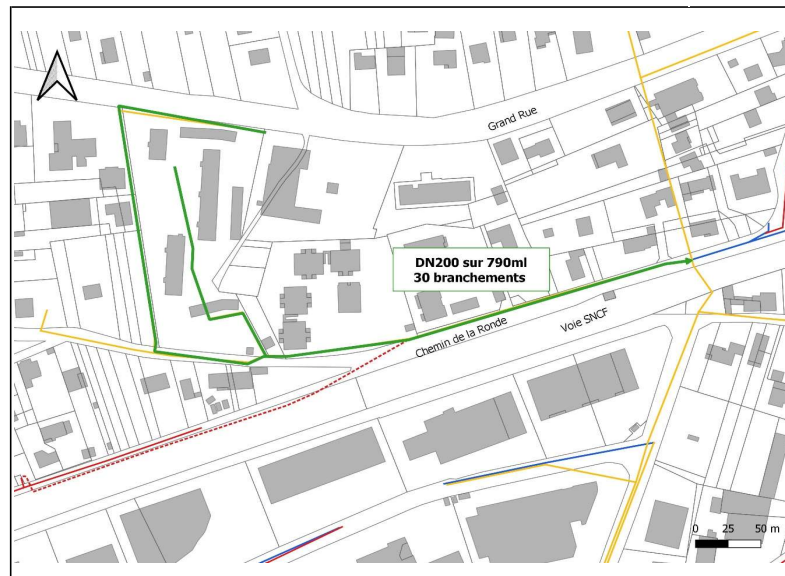 Grand Rue
DN200 sur 790ml
30 branchements
Chemin de la Ronde
Voie SNCF
0 25 50 m